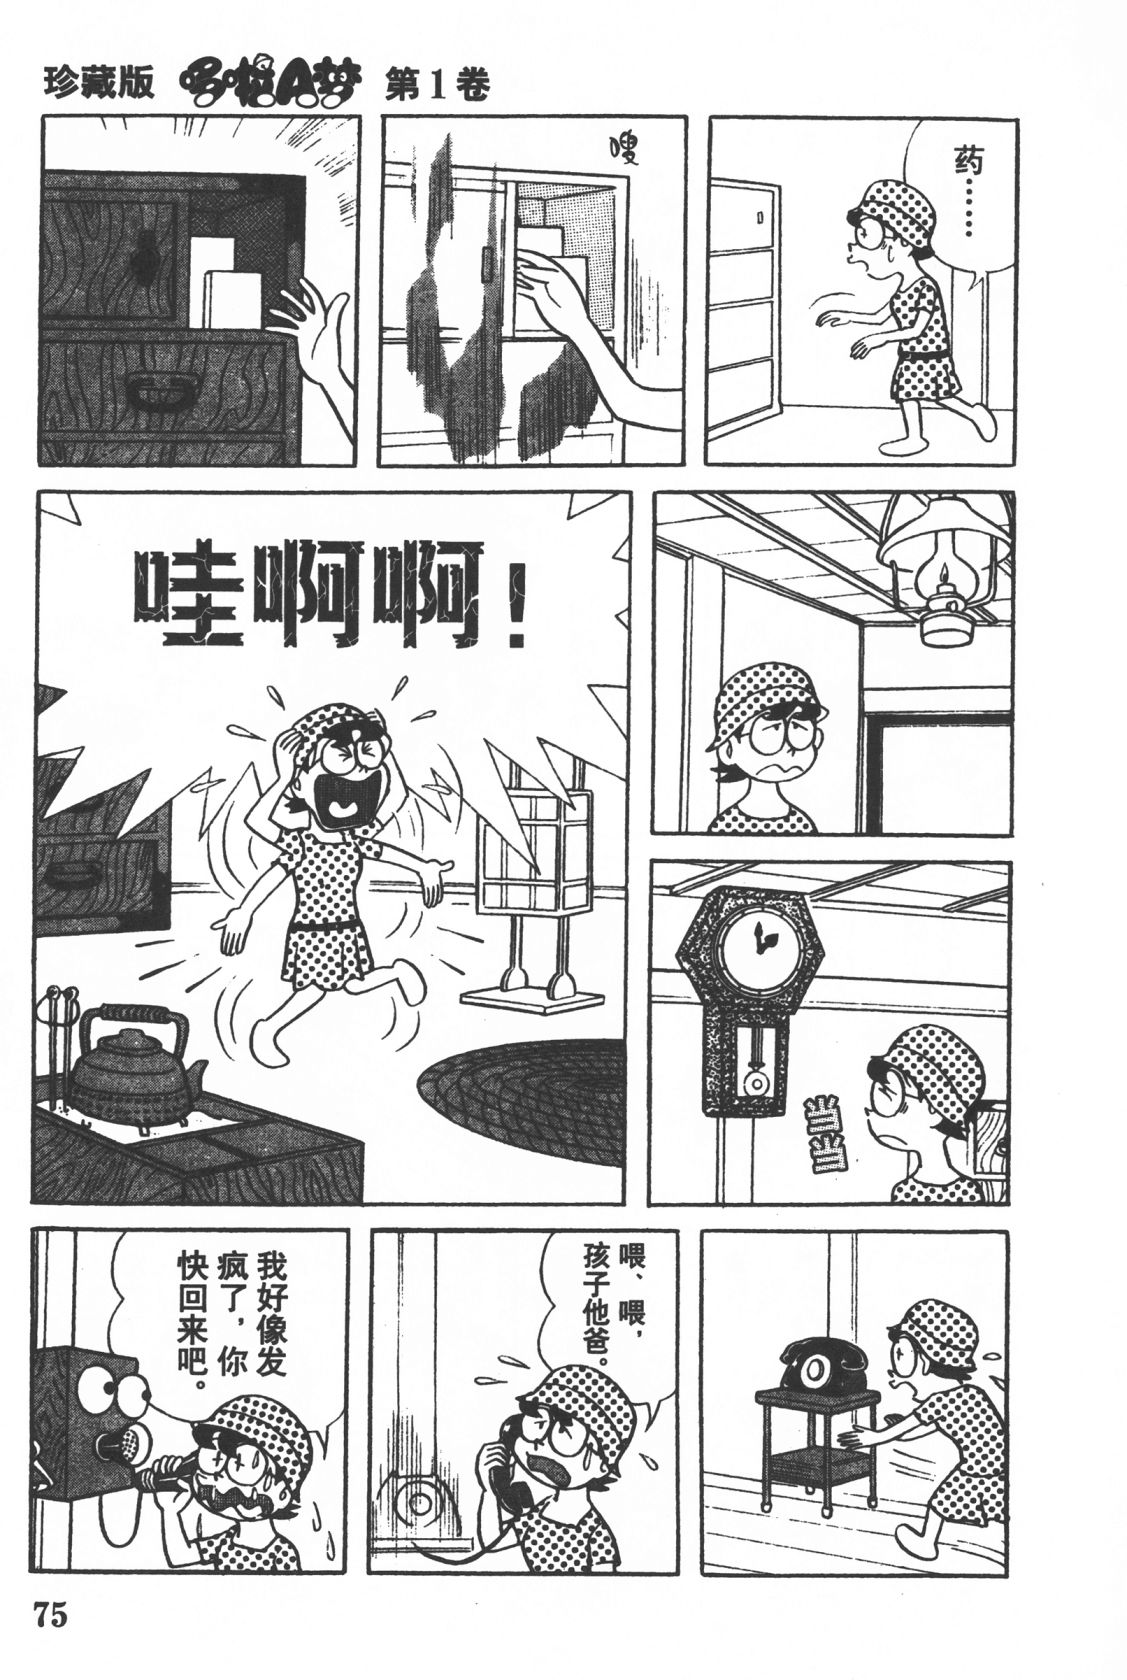 珍藏版 哆啦A梦 第1卷
药……
嗖
哇啊啊！
当
当
喂、喂，
孩子他爸。
我好像发
疯了，你
快回来吧。
75